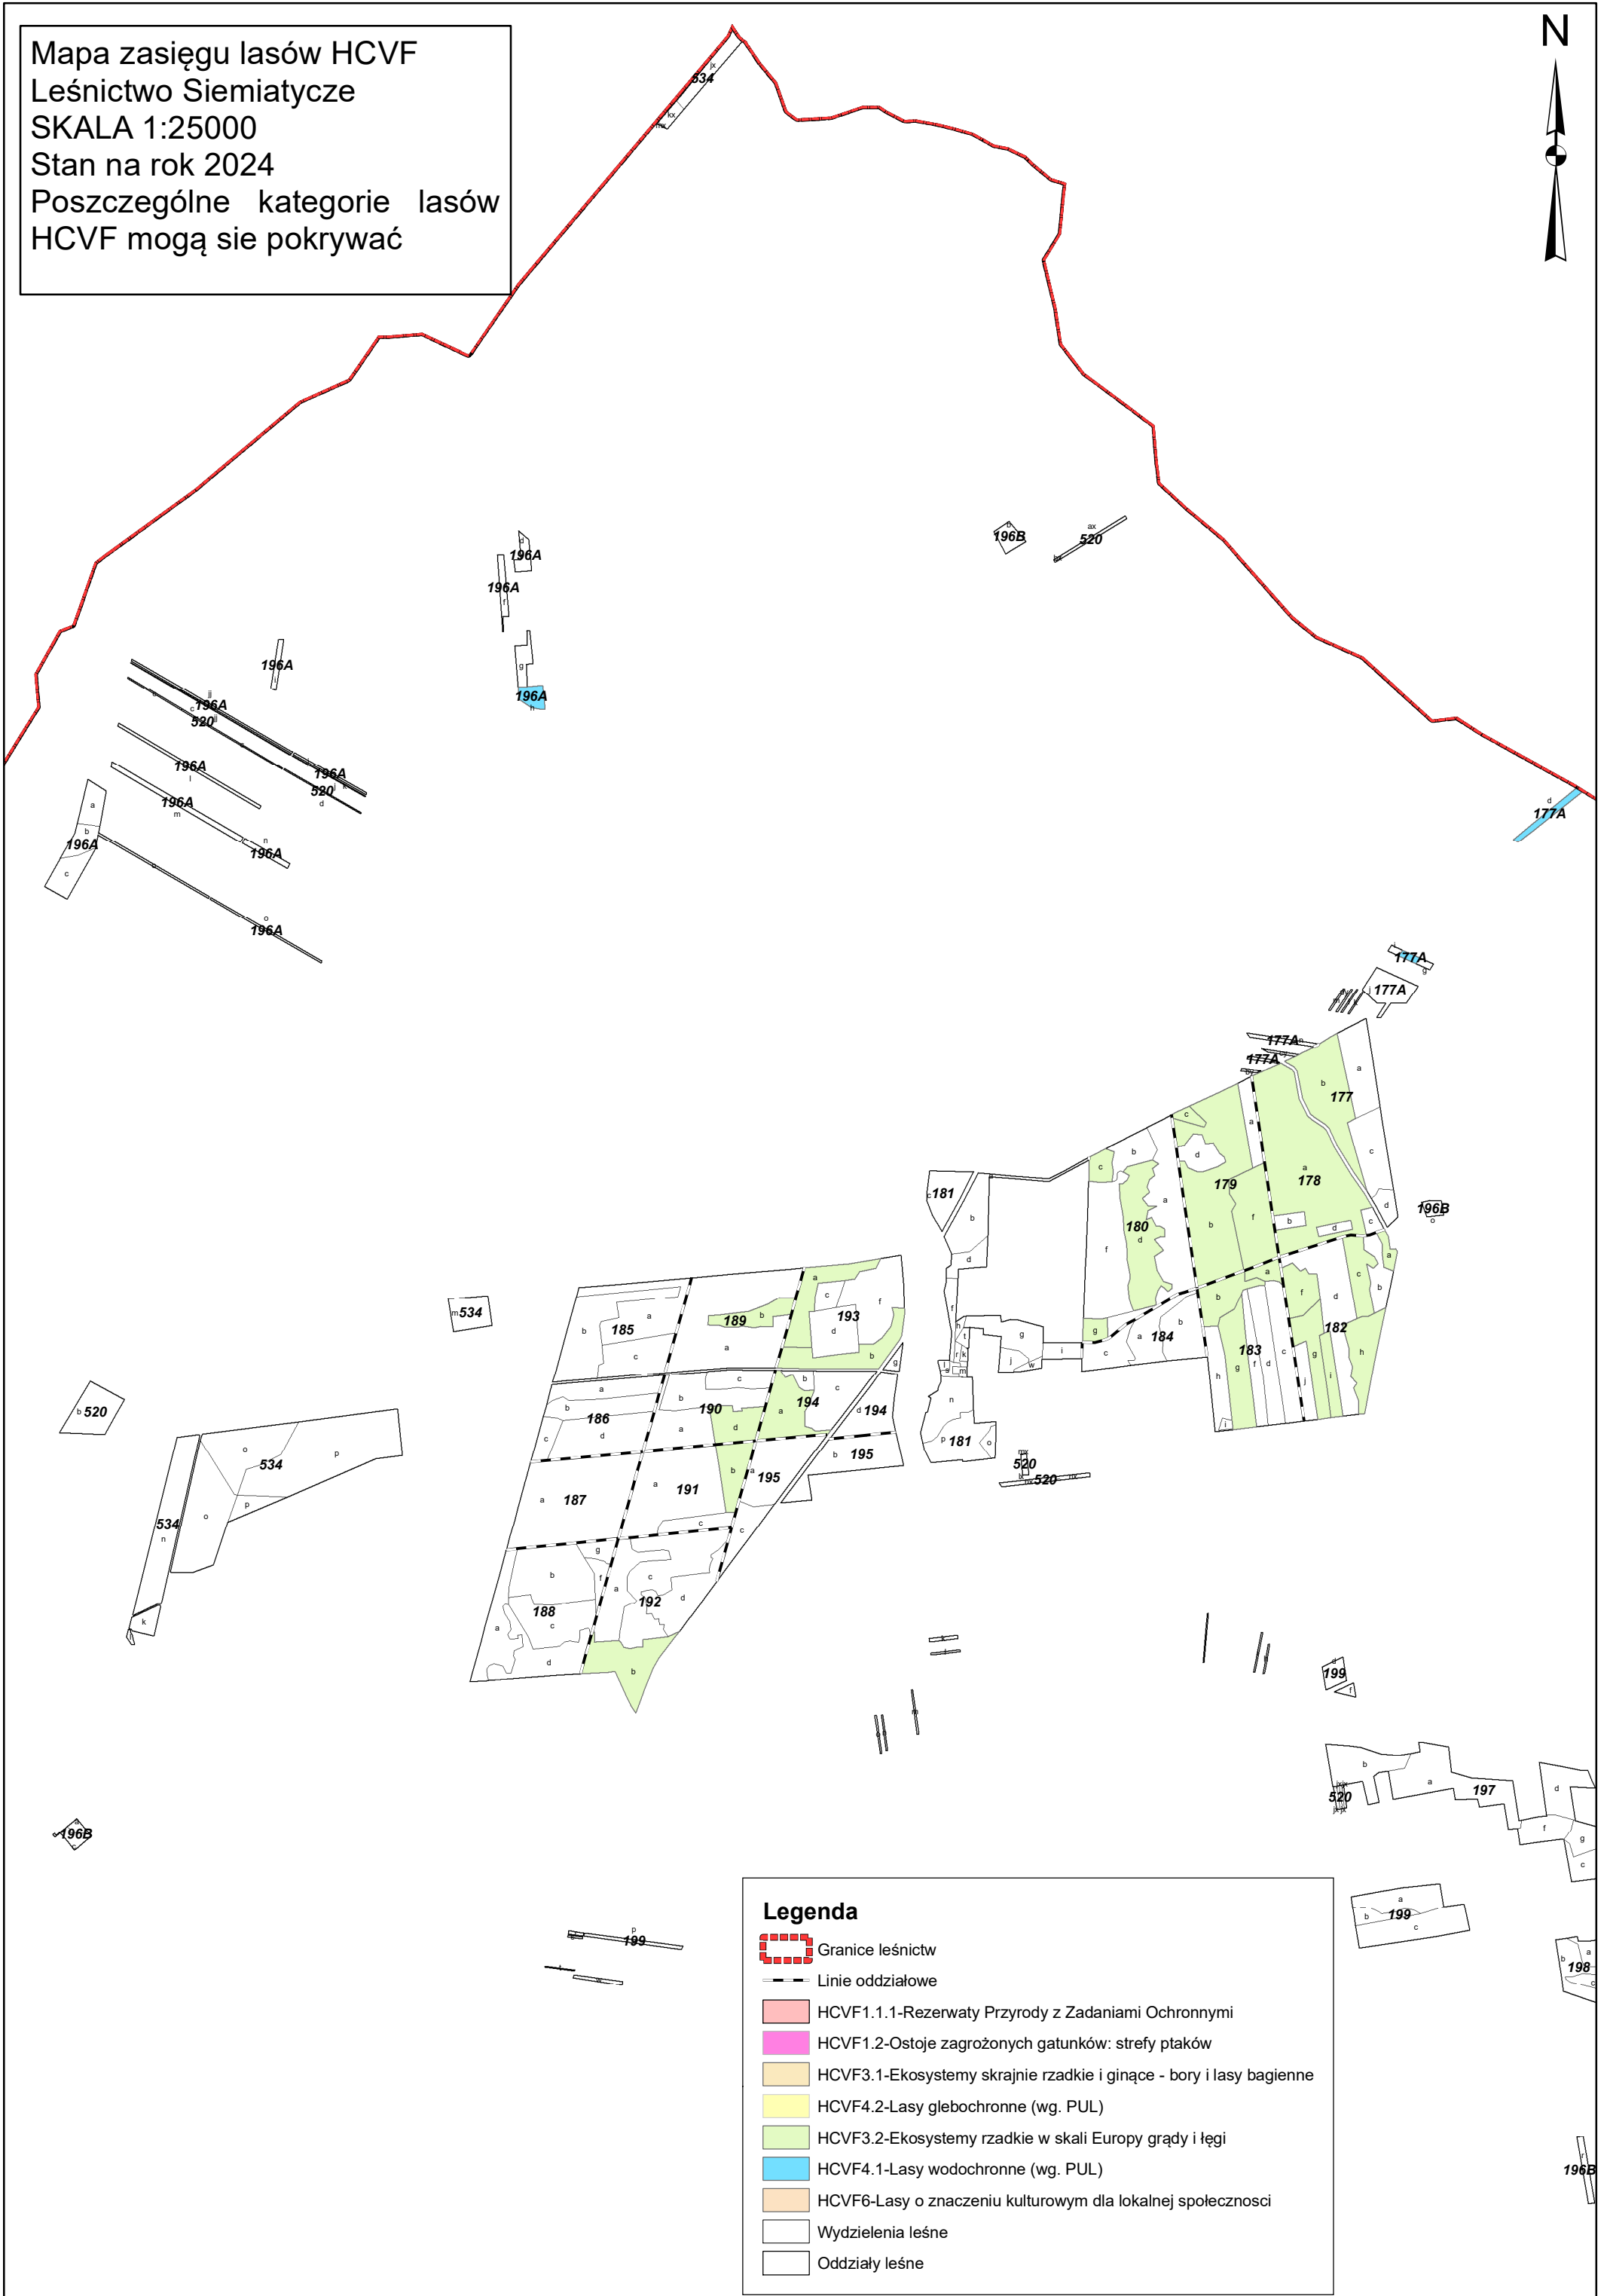 Mapa zasięgu lasów HCVF
Leśnictwo Siemiatycze
SKALA 1:25000
Stan na rok 2024
Poszczególne kategorie lasów
HCVF mogą sie pokrywać
N
jx
534
kx
mx
196B
ax
520
d
196A
196A
f
g
196A
h
196A
i
jj
c 196A
520 jj
196A
l
196A
520
k
d
196A
m
n
196A
a
b
196A
c
o
196A
d
177A
177A
g
177A
177A
177A
a
b
177
c
d
a
178
b
d
c
196B
o
c
a
d
179
b
f
b
c
a
180
d
f
g
181
c
b
d
f
h
t
r k
s m
g
j w
i
n
p
181
o
a
184
b
c
a
b
183
h
g
f
d
c
i
f
d
182
c
a
b
g
j
i
h
520
520
m 534
b 520
o
534
p
p
534
o
n
k
b
185
a
c
189
b
a
a
c
193
f
d
b
g
a
b
186
d
c
b
c
190
a
d
b
194
a
c
d 194
b 195
a
187
a
191
b
a
195
c
c
g
b
f
a
c
188
c
192
d
a
d
b
k
m
d
199
f
b
a
197
d
520
f
g
c
a
b 199
c
a
b
198
c
196B
p
199
196B
c
Legenda
Granice leśnictw
Linie oddziałowe
HCVF1.1.1-Rezerwaty Przyrody z Zadaniami Ochronnymi
HCVF1.2-Ostoje zagrożonych gatunków: strefy ptaków
HCVF3.1-Ekosystemy skrajnie rzadkie i ginące - bory i lasy bagienne
HCVF4.2-Lasy glebochronne (wg. PUL)
HCVF3.2-Ekosystemy rzadkie w skali Europy grądy i łęgi
HCVF4.1-Lasy wodochronne (wg. PUL)
HCVF6-Lasy o znaczeniu kulturowym dla lokalnej społecznosci
Wydzielenia leśne
Oddziały leśne